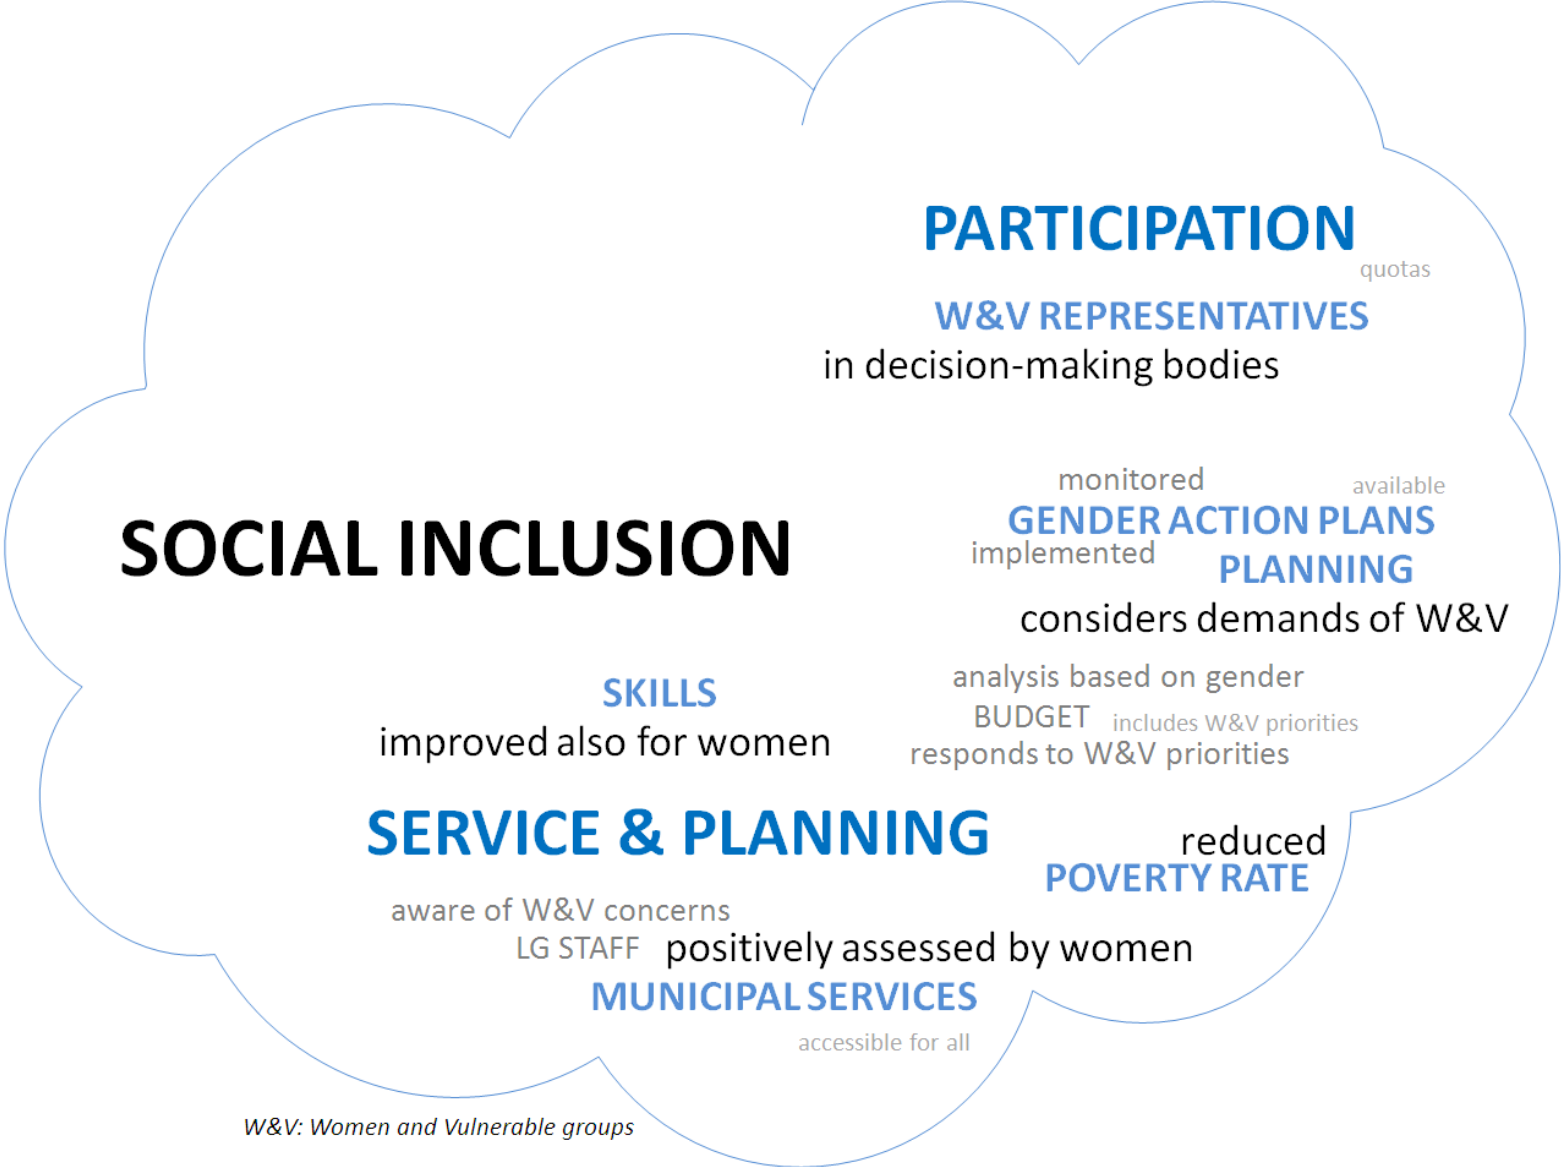 PARTICIPATION
quotas
W&V REPRESENTATIVES
in decision-making bodies
monitored
available
GENDER ACTION PLANS
implemented
PLANNING
considers demands of W&V
SOCIAL INCLUSION
analysis based on gender
BUDGET includes W&V priorities
responds to W&V priorities
SKILLS
improved also for women
SERVICE & PLANNING
reduced
POVERTY RATE
aware of W&V concerns
LG STAFF positively assessed by women
MUNICIPAL SERVICES
accessible for all
W&V: Women and Vulnerable groups